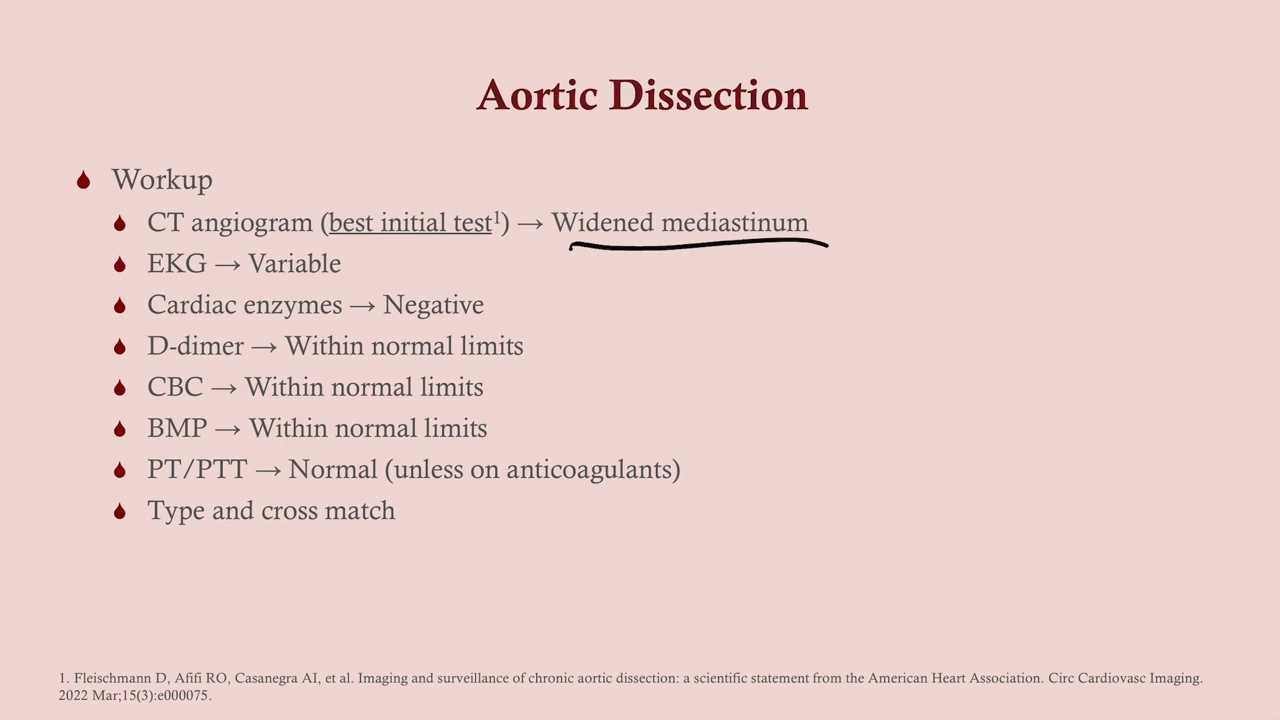 Aortic Dissection
Workup
CT angiogram (best initial test¹) → Widened mediastinum
EKG → Variable
Cardiac enzymes → Negative
D-dimer → Within normal limits
CBC → Within normal limits
BMP → Within normal limits
PT/PTT → Normal (unless on anticoagulants)
Type and cross match
1. Fleischmann D, Afifi RO, Casanegra AI, et al. Imaging and surveillance of chronic aortic dissection: a scientific statement from the American Heart Association. Circ Cardiovasc Imaging.
2022 Mar;15(3):e000075.